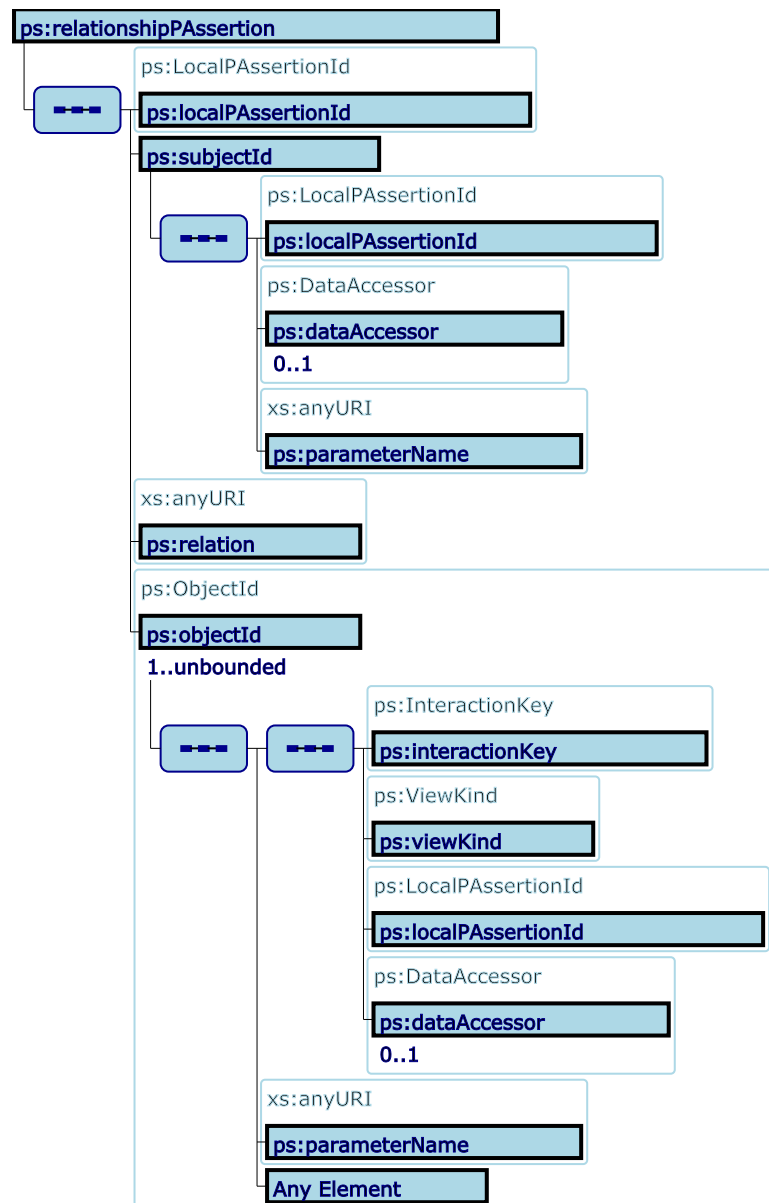 ps:relationshipPAssertion
ps:LocalPAssertionId
ps:localPAssertionId
ps:subjectId
ps:LocalPAssertionId
ps:localPAssertionId
ps:DataAccessor
ps:dataAccessor
0..1
xs:anyURI
ps:parameterName
xs:anyURI
ps:relation
ps:ObjectId
ps:objectId
1..unbounded
ps:InteractionKey
ps:interactionKey
ps:ViewKind
ps:viewKind
ps:LocalPAssertionId
ps:localPAssertionId
ps:DataAccessor
ps:dataAccessor
0..1
xs:anyURI
ps:parameterName
Any Element